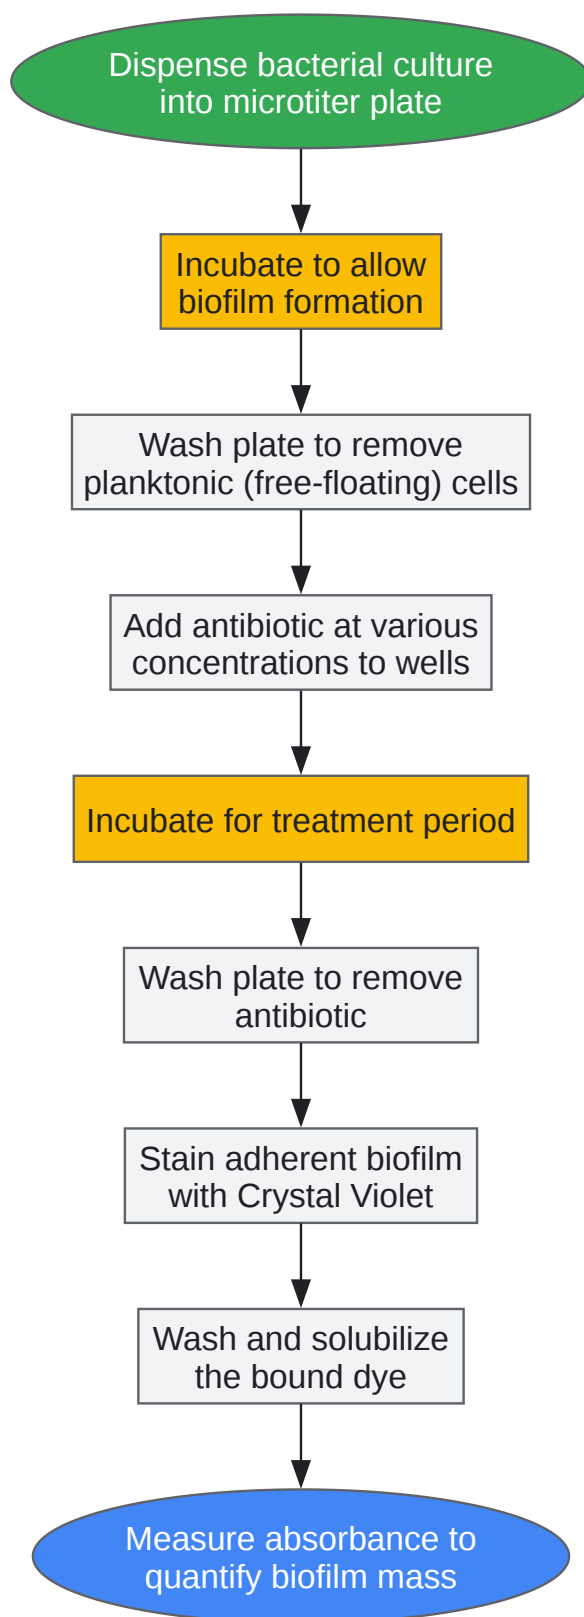 Dispense bacterial culture
into microtiter plate
Incubate to allow
biofilm formation
Wash plate to remove
planktonic (free-floating) cells
Add antibiotic at various
concentrations to wells
Incubate for treatment period
Wash plate to remove
antibiotic
Stain adherent biofilm
with Crystal Violet
Wash and solubilize
the bound dye
Measure absorbance to
quantify biofilm mass